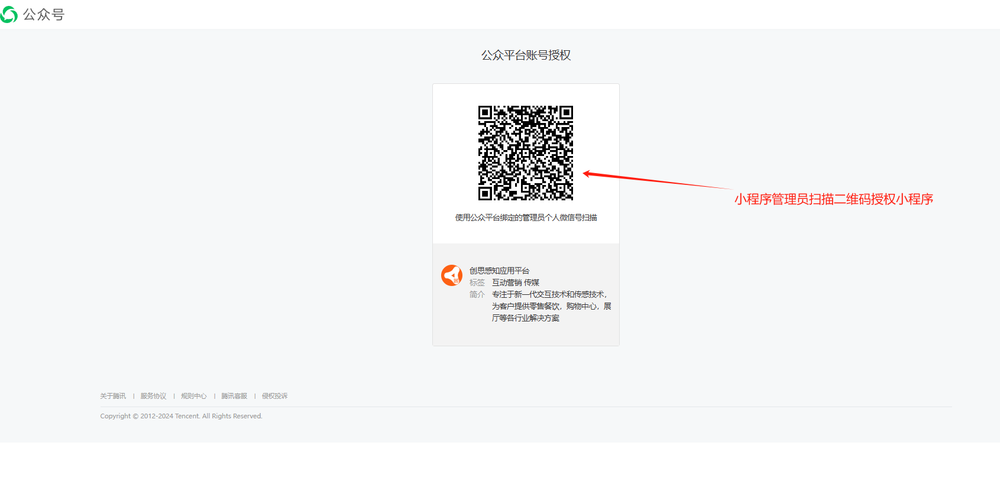 公众号
公众平台账号授权
小程序管理员扫描二维码授权小程序
使用公众平台绑定的管理员个人微信号扫描
创思感知应用平台
标签 互动营销 传媒
简介 专注于新一代交互技术和传感技术，
为客户提供零售餐饮，购物中心，展
厅等各行业解决方案
关于腾讯 | 服务协议 | 规则中心 | 腾讯客服 | 侵权投诉
Copyright © 2012-2024 Tencent. All Rights Reserved.